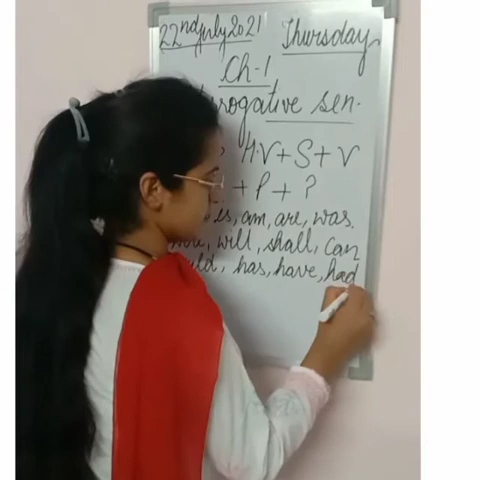 22nd July 2021 Thursday
Ch-1
rogative sen.
H.V+S+V
+P+?
is, am, are, was.
will, shall, can
has, have, had